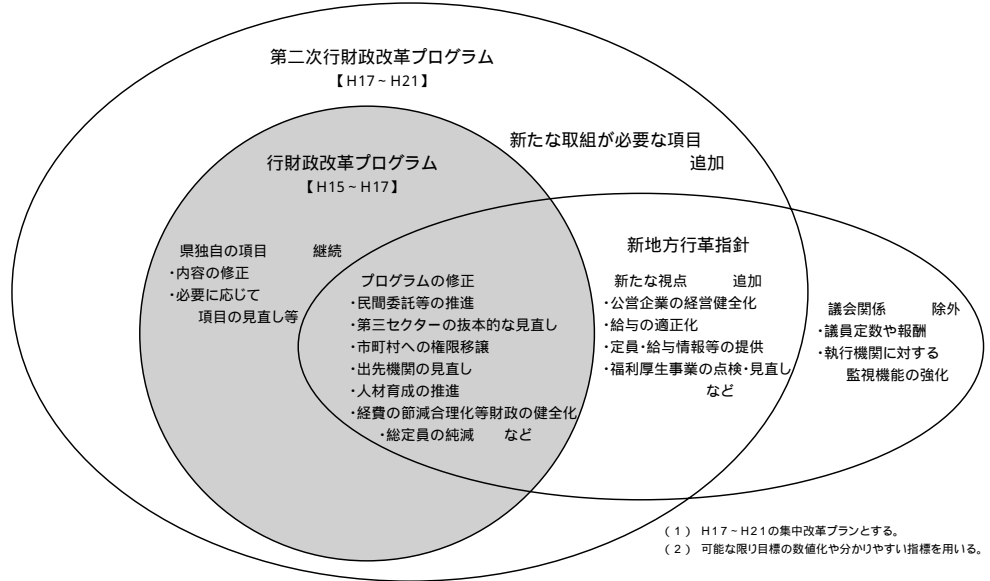 第二次行財政改革プログラム
【H17~H21】
新たな取組が必要な項目
追加
行財政改革プログラム
【H15~H17】
県独自の項目　継続
・内容の修正
・必要に応じて
項目の見直し等
プログラムの修正
・民間委託等の推進
・第三セクターの抜本的な見直し
・市町村への権限移譲
・出先機関の見直し
・人材育成の推進
・経費の節減合理化等財政の健全化
・総定員の純減　など
新地方行革指針
新たな視点　追加
・公営企業の経営健全化
・給与の適正化
・定員・給与情報等の提供
・福利厚生事業の点検・見直し
など
議会関係　除外
・議員定数や報酬
・執行機関に対する
監視機能の強化
(1)　H17~H21の集中改革プランとする。
(2)　可能な限り目標の数値化や分かりやすい指標を用いる。